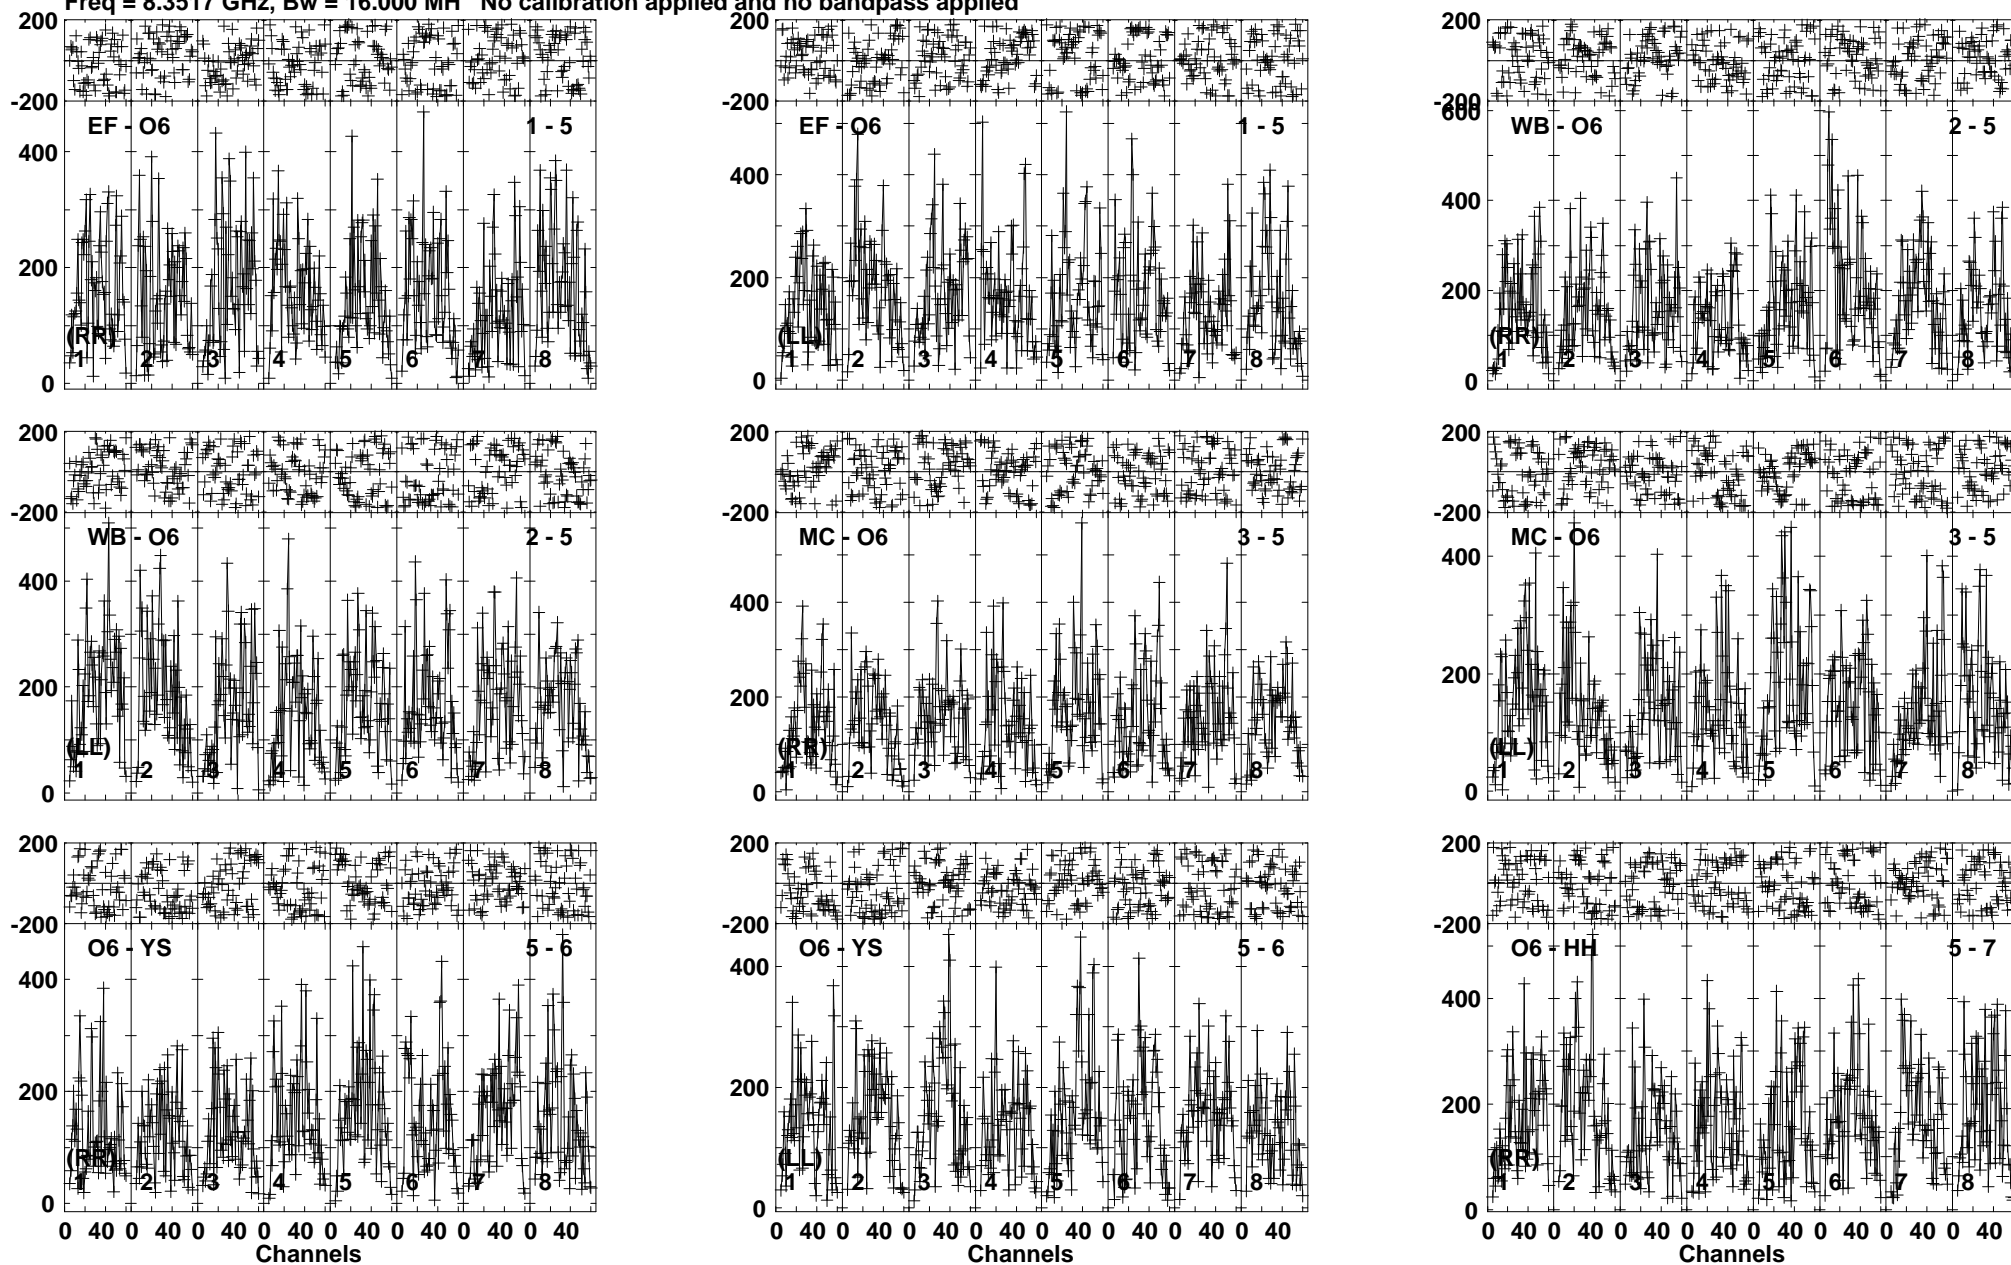 Freq = 8.3517 GHz, Bw = 16.000 MH No calibration applied and no bandpass applied
200 200 200
-200 -200 -200
600
EF - O6 1 - 5 EF - O6 1 - 5 WB - O6 2 - 5
400 400 400
200 200 200
(RR) (LL) (RR)
1 2 3 4 5 6 7 8 1 2 3 4 5 6 7 8 1 2 3 4 5 6 7 8
0 0 0
200 200 200
-200 -200 -200
WB - O6 2 - 5 MC - O6 3 - 5 MC - O6 3 - 5
400 400 400
200 200 200
(LL) (RR) (LL)
1 2 3 4 5 6 7 8 1 2 3 4 5 6 7 8 1 2 3 4 5 6 7 8
0 0 0
200 200 200
-200 -200 -200
O6 - YS 5 - 6 O6 - YS 5 - 6 O6 - HH 5 - 7
400 400 400
200 200 200
(RR) (LL) (RR)
1 2 3 4 5 6 7 8 1 2 3 4 5 6 7 8 1 2 3 4 5 6 7 8
0 0 0
0 40 0 40 0 40 0 40 0 40 0 40 0 40 0 40 0 40 0 40 0 40 0 40 0 40 0 40 0 40 0 40 0 40 0 40 0 40 0 40 0 40 0 40 0 40 0 40
Channels Channels Channels